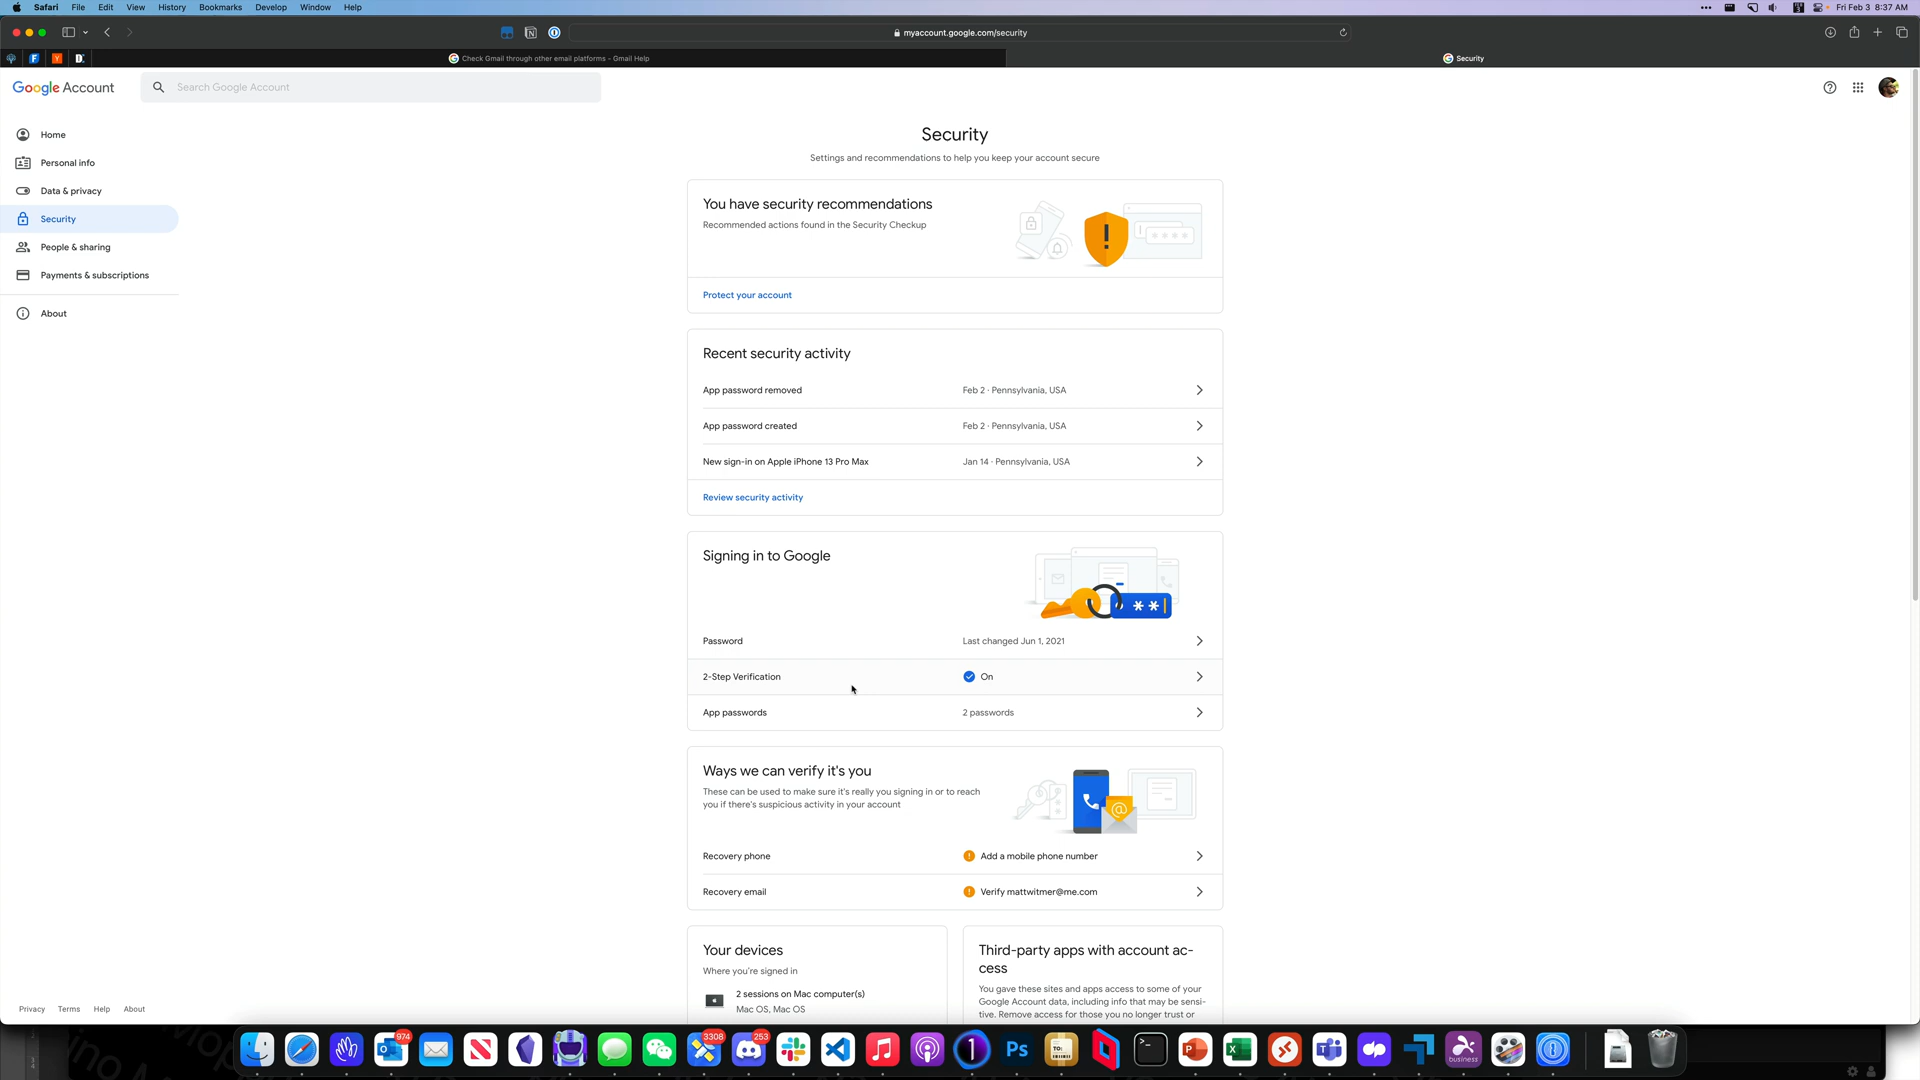 Safari File Edit View History Bookmarks Develop Window Help Fri Feb 3 8:37 AM
myaccount.google.com/security
Check Gmail through other email platforms - Gmail Help
Security
Google Account
Search Google Account
Home
Personal info
Data & privacy
Security
People & sharing
Payments & subscriptions
About
Security
Settings and recommendations to help you keep your account secure
You have security recommendations
Recommended actions found in the Security Checkup
Protect your account
Recent security activity
App password removed Feb 2 · Pennsylvania, USA
App password created Feb 2 · Pennsylvania, USA
New sign-in on Apple iPhone 13 Pro Max Jan 14 · Pennsylvania, USA
Review security activity
Signing in to Google
Password Last changed Jun 1, 2021
2-Step Verification On
App passwords 2 passwords
Ways we can verify it's you
These can be used to make sure it's really you signing in or to reach
you if there's suspicious activity in your account
Recovery phone Add a mobile phone number
Recovery email Verify mattwitmer@me.com
Your devices
Where you're signed in
2 sessions on Mac computer(s)
Mac OS, Mac OS
Third-party apps with account ac-
cess
You gave these sites and apps access to some of your
Google Account data, including info that may be sensi-
tive. Remove access for those you no longer trust or
Privacy Terms Help About
974
3308
253
Ps
business